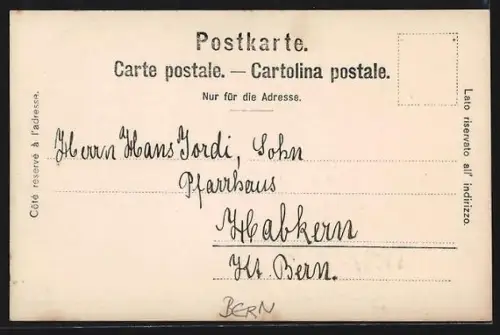 Postkarte.
Carte postale. — Cartolina postale.
Nur für die Adresse.
Côté réservé à l'adresse.
Lato riservato all' indirizzo.
Herrn Hans Jordi, Sohn
Pfarrhaus
Habkern
Kt. Bern.
BERN